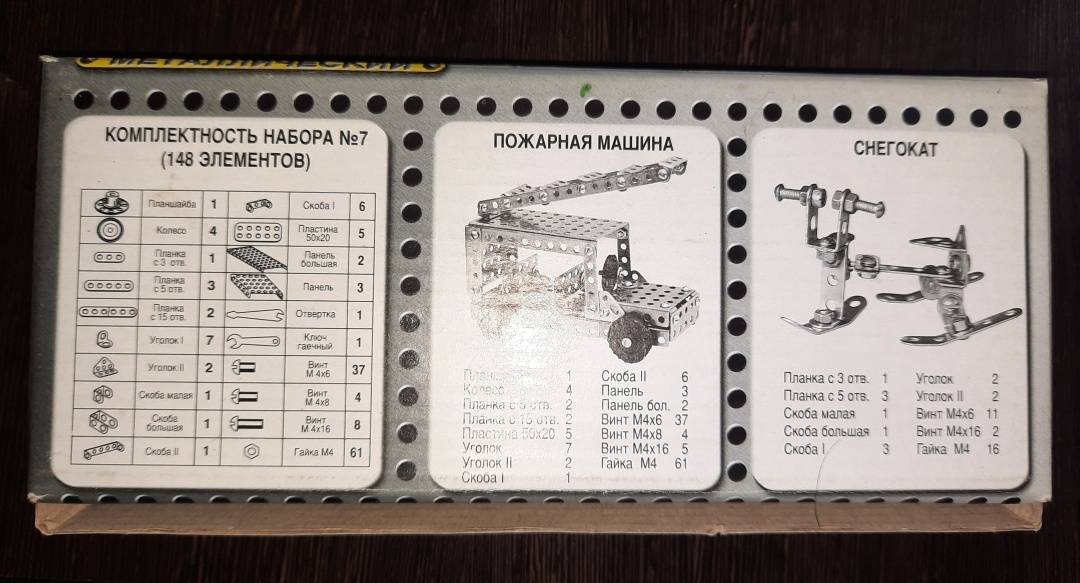 МЕТАЛЛИЧЕСКИЙ
КОМПЛЕКТНОСТЬ НАБОРА №7
(148 ЭЛЕМЕНТОВ)
Планшайба 1 Скоба I 6
Колесо 4 Пластина 50х20 5
Планка с 3 отв. 1 Панель большая 2
Планка с 5 отв. 3 Панель 3
Планка с 15 отв. 2 Отвертка 1
Уголок I 7 Ключ гаечный 1
Уголок II 2 Винт М 4х6 37
Скоба малая 1 Винт М 4х8 4
Скоба большая 1 Винт М 4х16 8
Скоба II 1 Гайка М4 61
ПОЖАРНАЯ МАШИНА
1
Колесо 4
Планка с 5 отв. 2
Планка с 15 отв. 2
Пластина 50х20 5
Уголок 7
Уголок II 2
Скоба I 1
Скоба II 6
Панель 3
Панель бол. 2
Винт М4х6 37
Винт М4х8 4
Винт М4х16 5
Гайка М4 61
СНЕГОКАТ
Планка с 3 отв. 1
Планка с 5 отв. 3
Скоба малая 1
Скоба большая 1
Скоба I 3
Уголок 2
Уголок II 2
Винт М4х6 11
Винт М4х16 2
Гайка М4 16